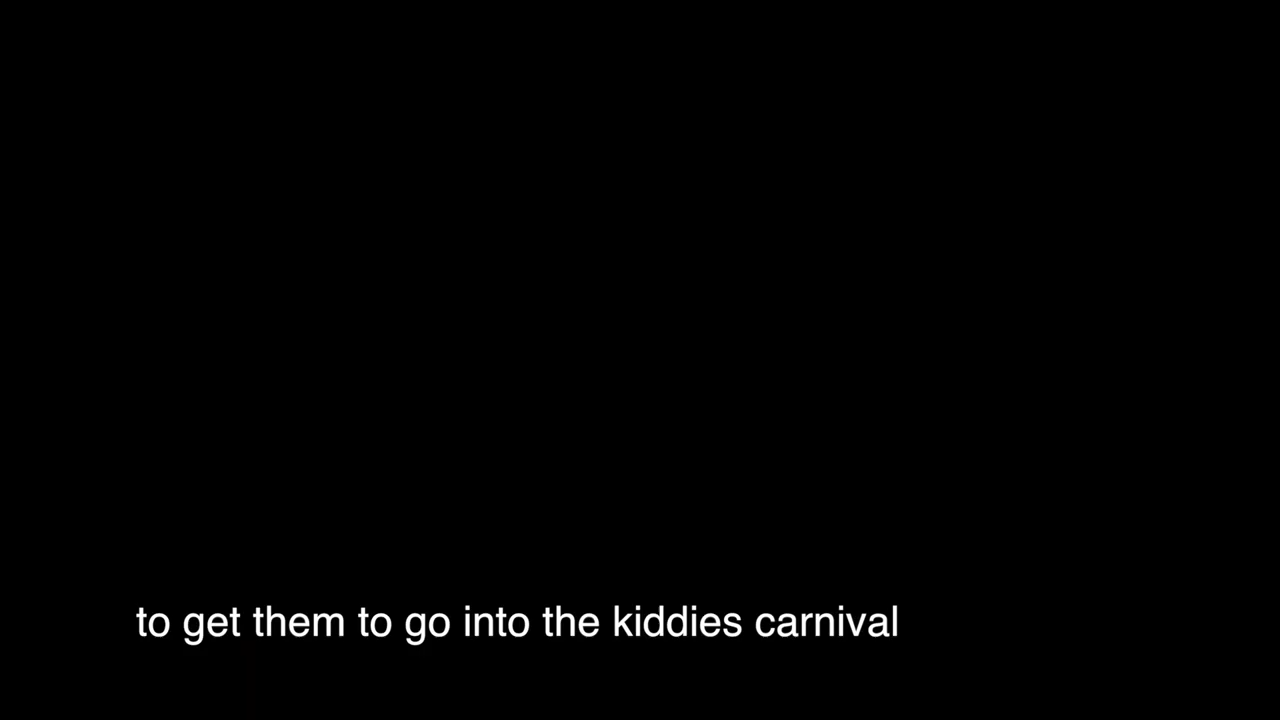 to get them to go into the kiddies carnival